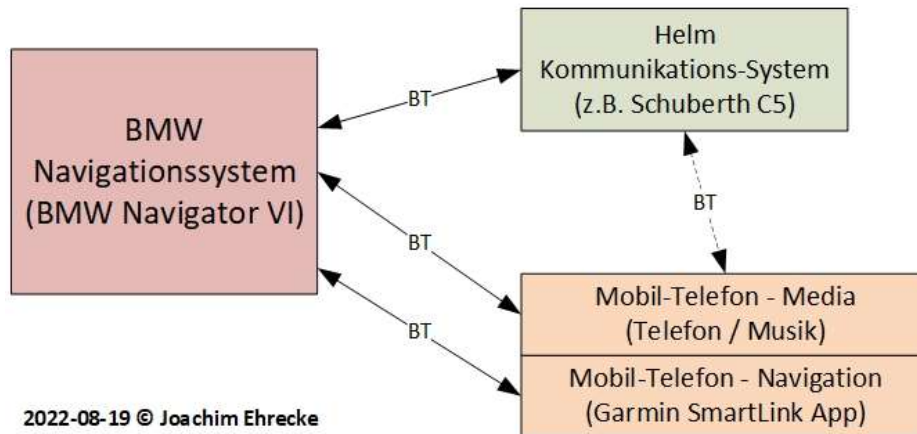 BMW
Navigationssystem
(BMW Navigator VI)
BT
Helm
Kommunikations-System
(z.B. Schuberth C5)
BT
BT
BT
Mobil-Telefon - Media
(Telefon / Musik)
Mobil-Telefon - Navigation
(Garmin SmartLink App)
2022-08-19 © Joachim Ehrecke